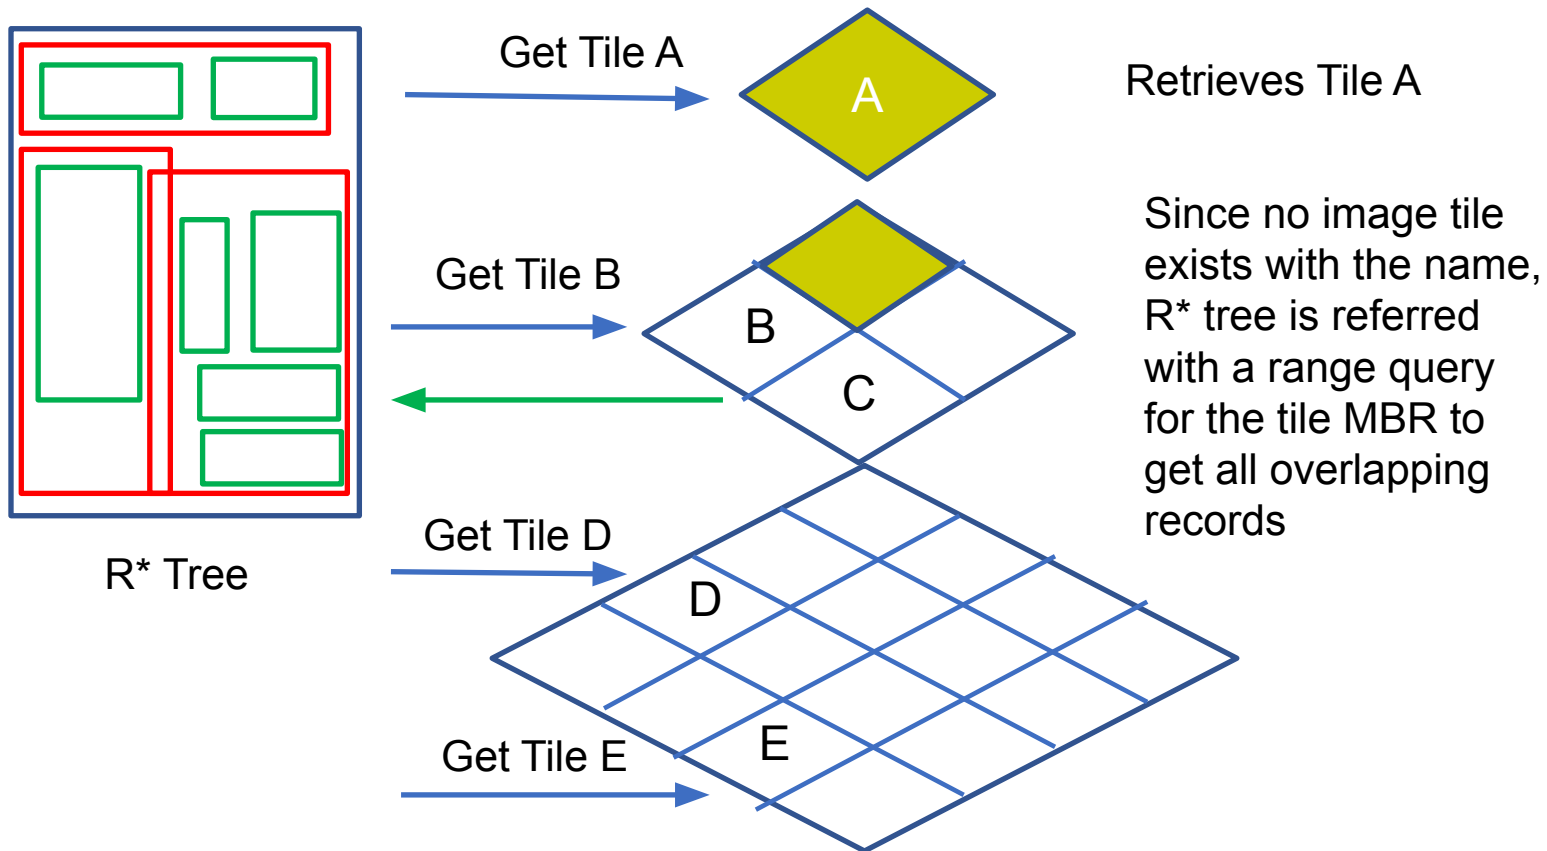 Get Tile A
A
Retrieves Tile A
Get Tile B
B
C
Since no image tile
exists with the name,
R* tree is referred
with a range query
for the tile MBR to
get all overlapping
records
R* Tree
Get Tile D
D
Get Tile E
E